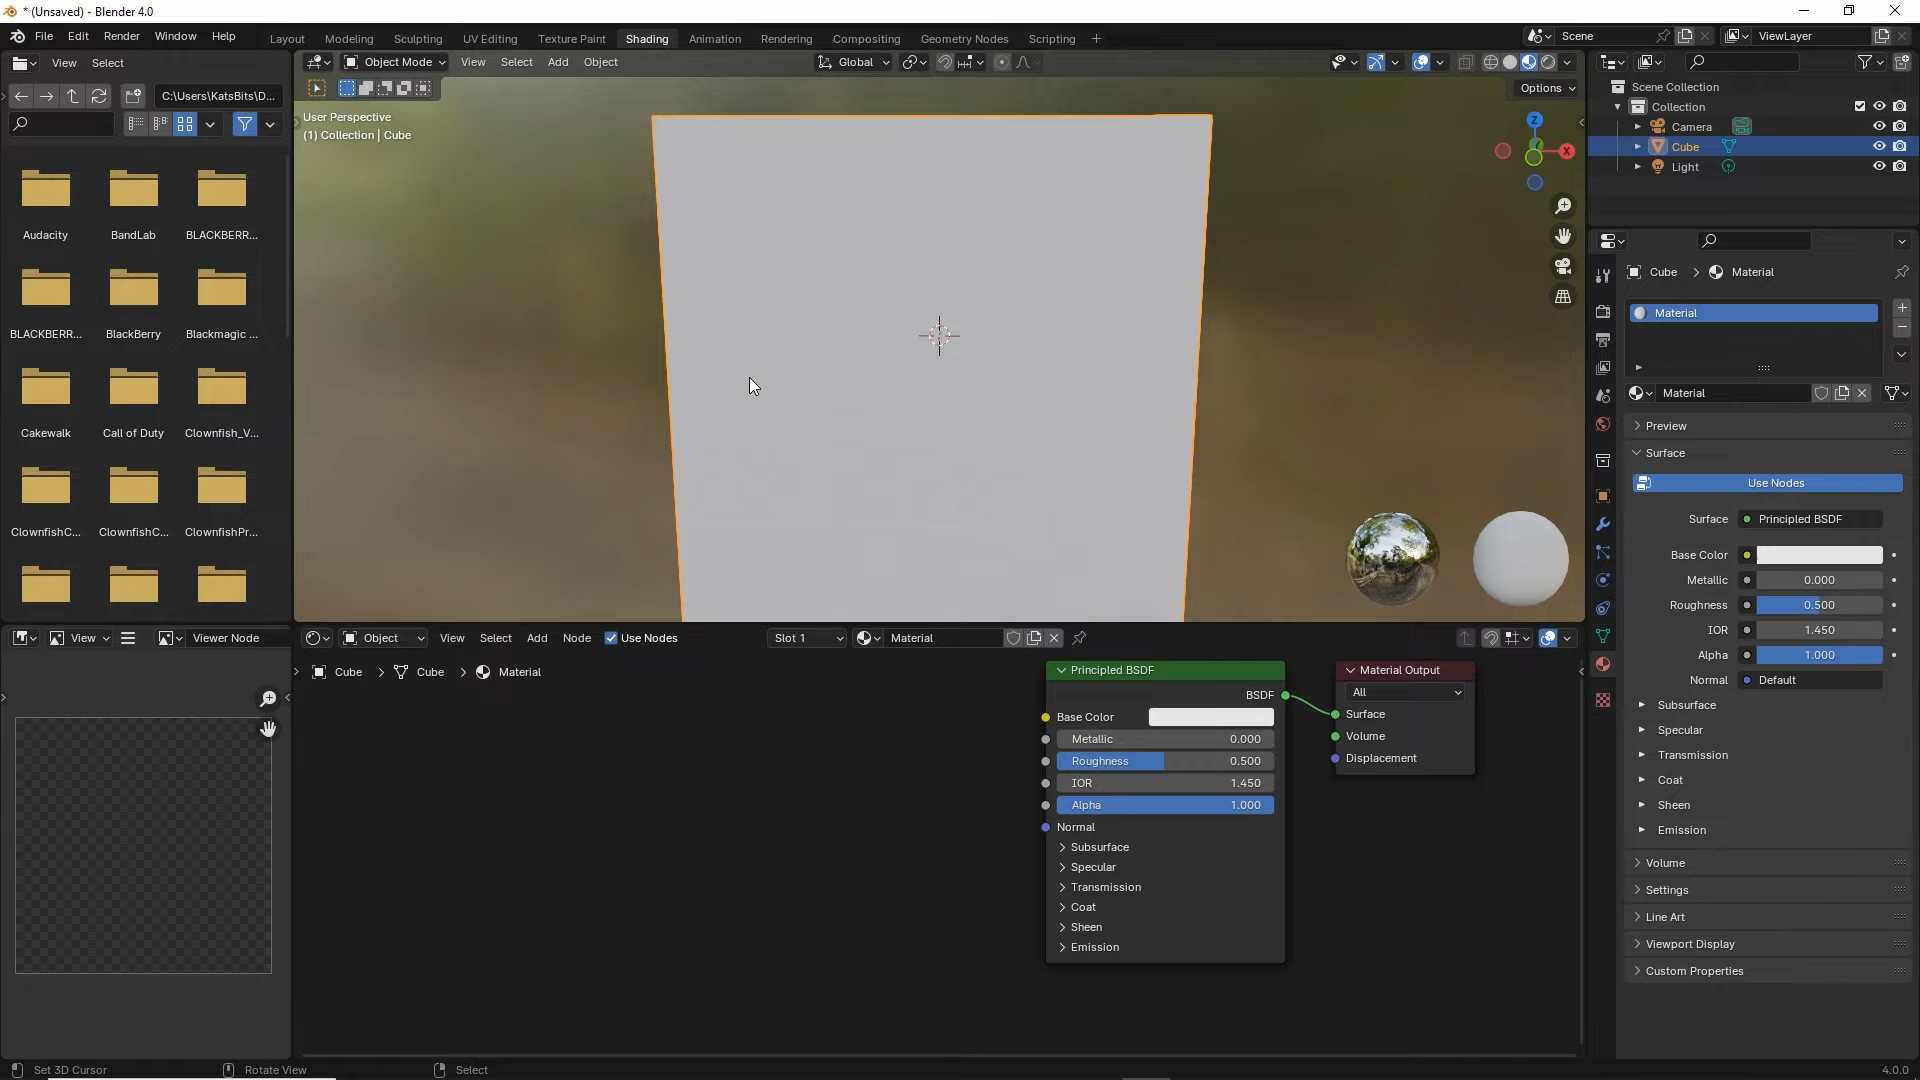 * (Unsaved) - Blender 4.0
File Edit Render Window Help
Layout Modeling Sculpting UV Editing Texture Paint Shading Animation Rendering Compositing Geometry Nodes Scripting +
Scene ViewLayer
View Select
C:\Users\KatsBits\D...
Audacity BandLab BLACKBERR...
BLACKBERR... BlackBerry Blackmagic ...
Cakewalk Call of Duty Clownfish_V...
ClownfishC... ClownfishC... ClownfishPr...
Object Mode View Select Add Object Global
Options
User Perspective
(1) Collection | Cube
Z
X
Scene Collection
Collection
Camera
Cube
Light
Cube > Material
Material
Material
Preview
Surface
Use Nodes
Surface Principled BSDF
Base Color
Metallic 0.000
Roughness 0.500
IOR 1.450
Alpha 1.000
Normal Default
Subsurface
Specular
Transmission
Coat
Sheen
Emission
Volume
Settings
Line Art
Viewport Display
Custom Properties
View Viewer Node
Object View Select Add Node Use Nodes Slot 1 Material
Cube > Cube > Material
Principled BSDF
BSDF
Base Color
Metallic 0.000
Roughness 0.500
IOR 1.450
Alpha 1.000
Normal
Subsurface
Specular
Transmission
Coat
Sheen
Emission
Material Output
All
Surface
Volume
Displacement
Set 3D Cursor Rotate View Select
4.0.0